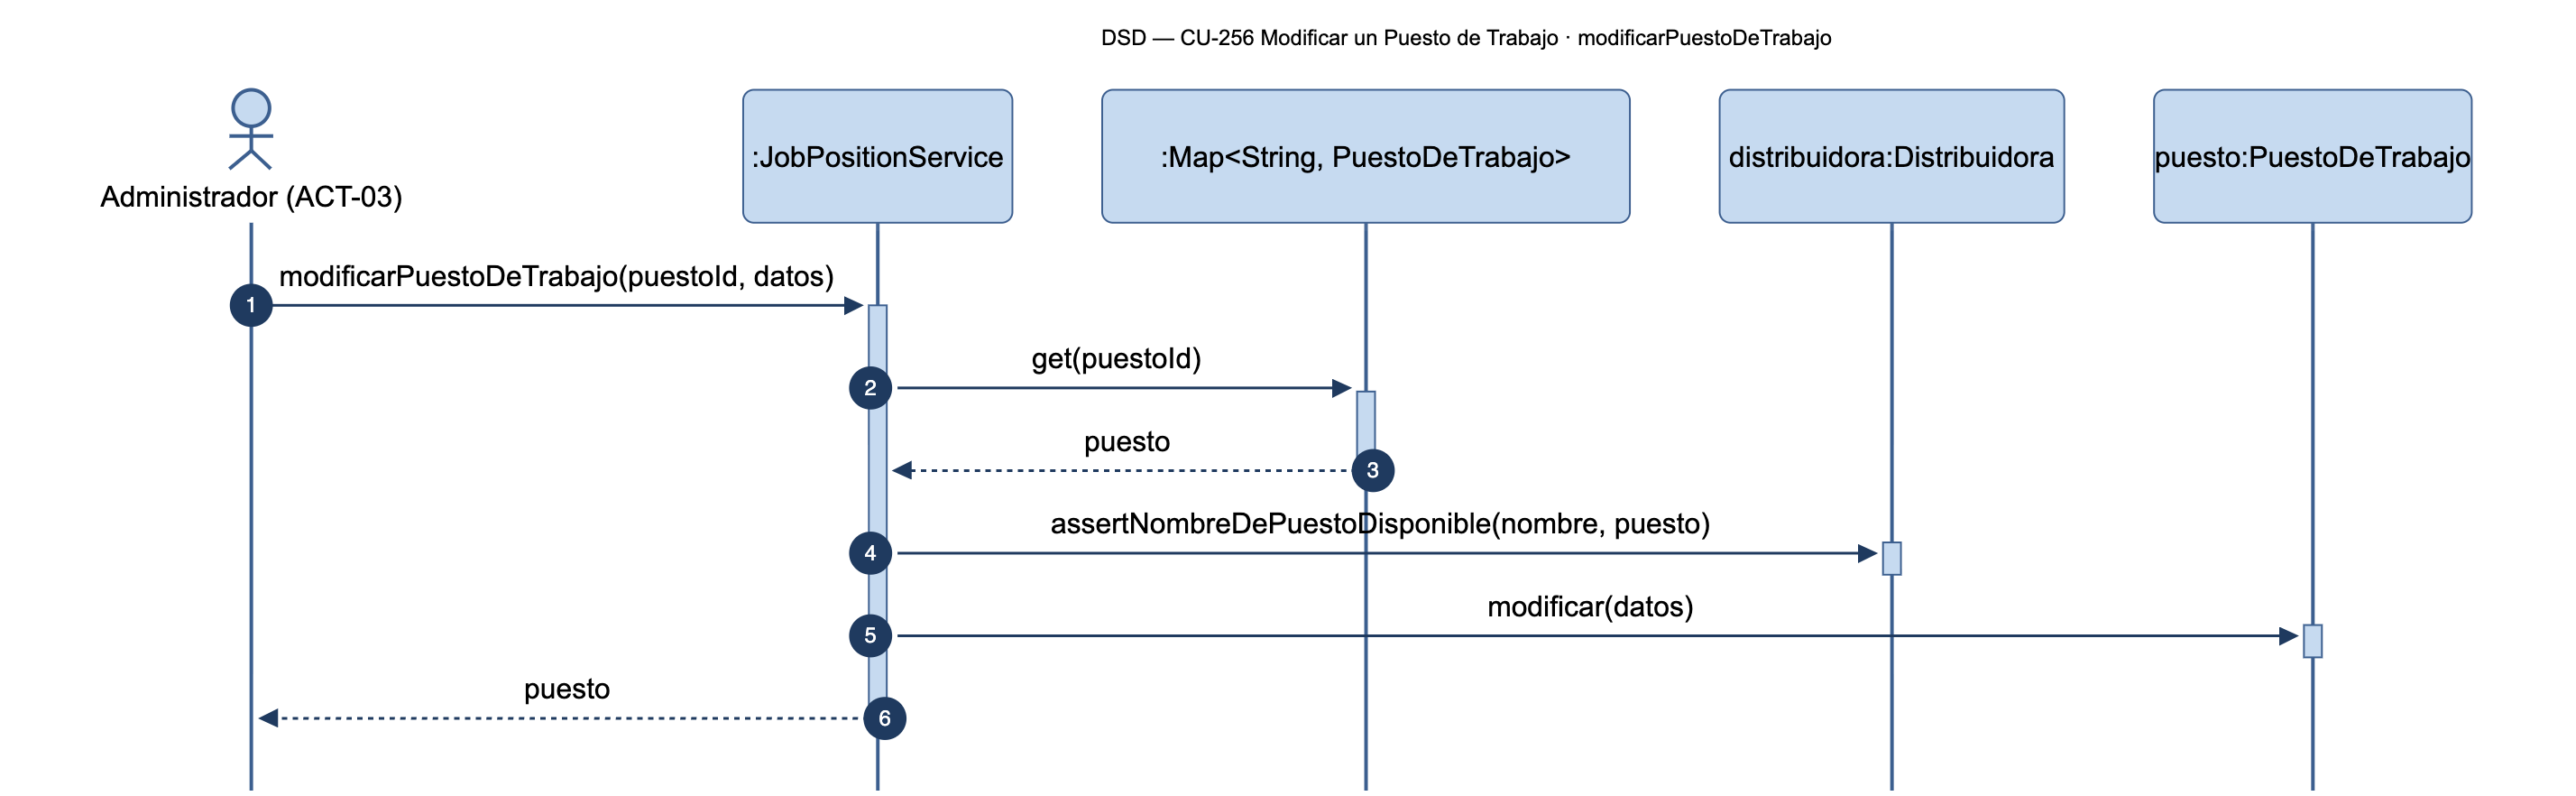 DSD — CU-256 Modificar un Puesto de Trabajo · modificarPuestoDeTrabajo
Administrador (ACT-03)
:JobPositionService
:Map<String, PuestoDeTrabajo>
distribuidora:Distribuidora
puesto:PuestoDeTrabajo
modificarPuestoDeTrabajo(puestoId, datos)
1
get(puestoId)
2
puesto
3
assertNombreDePuestoDisponible(nombre, puesto)
4
modificar(datos)
5
puesto
6